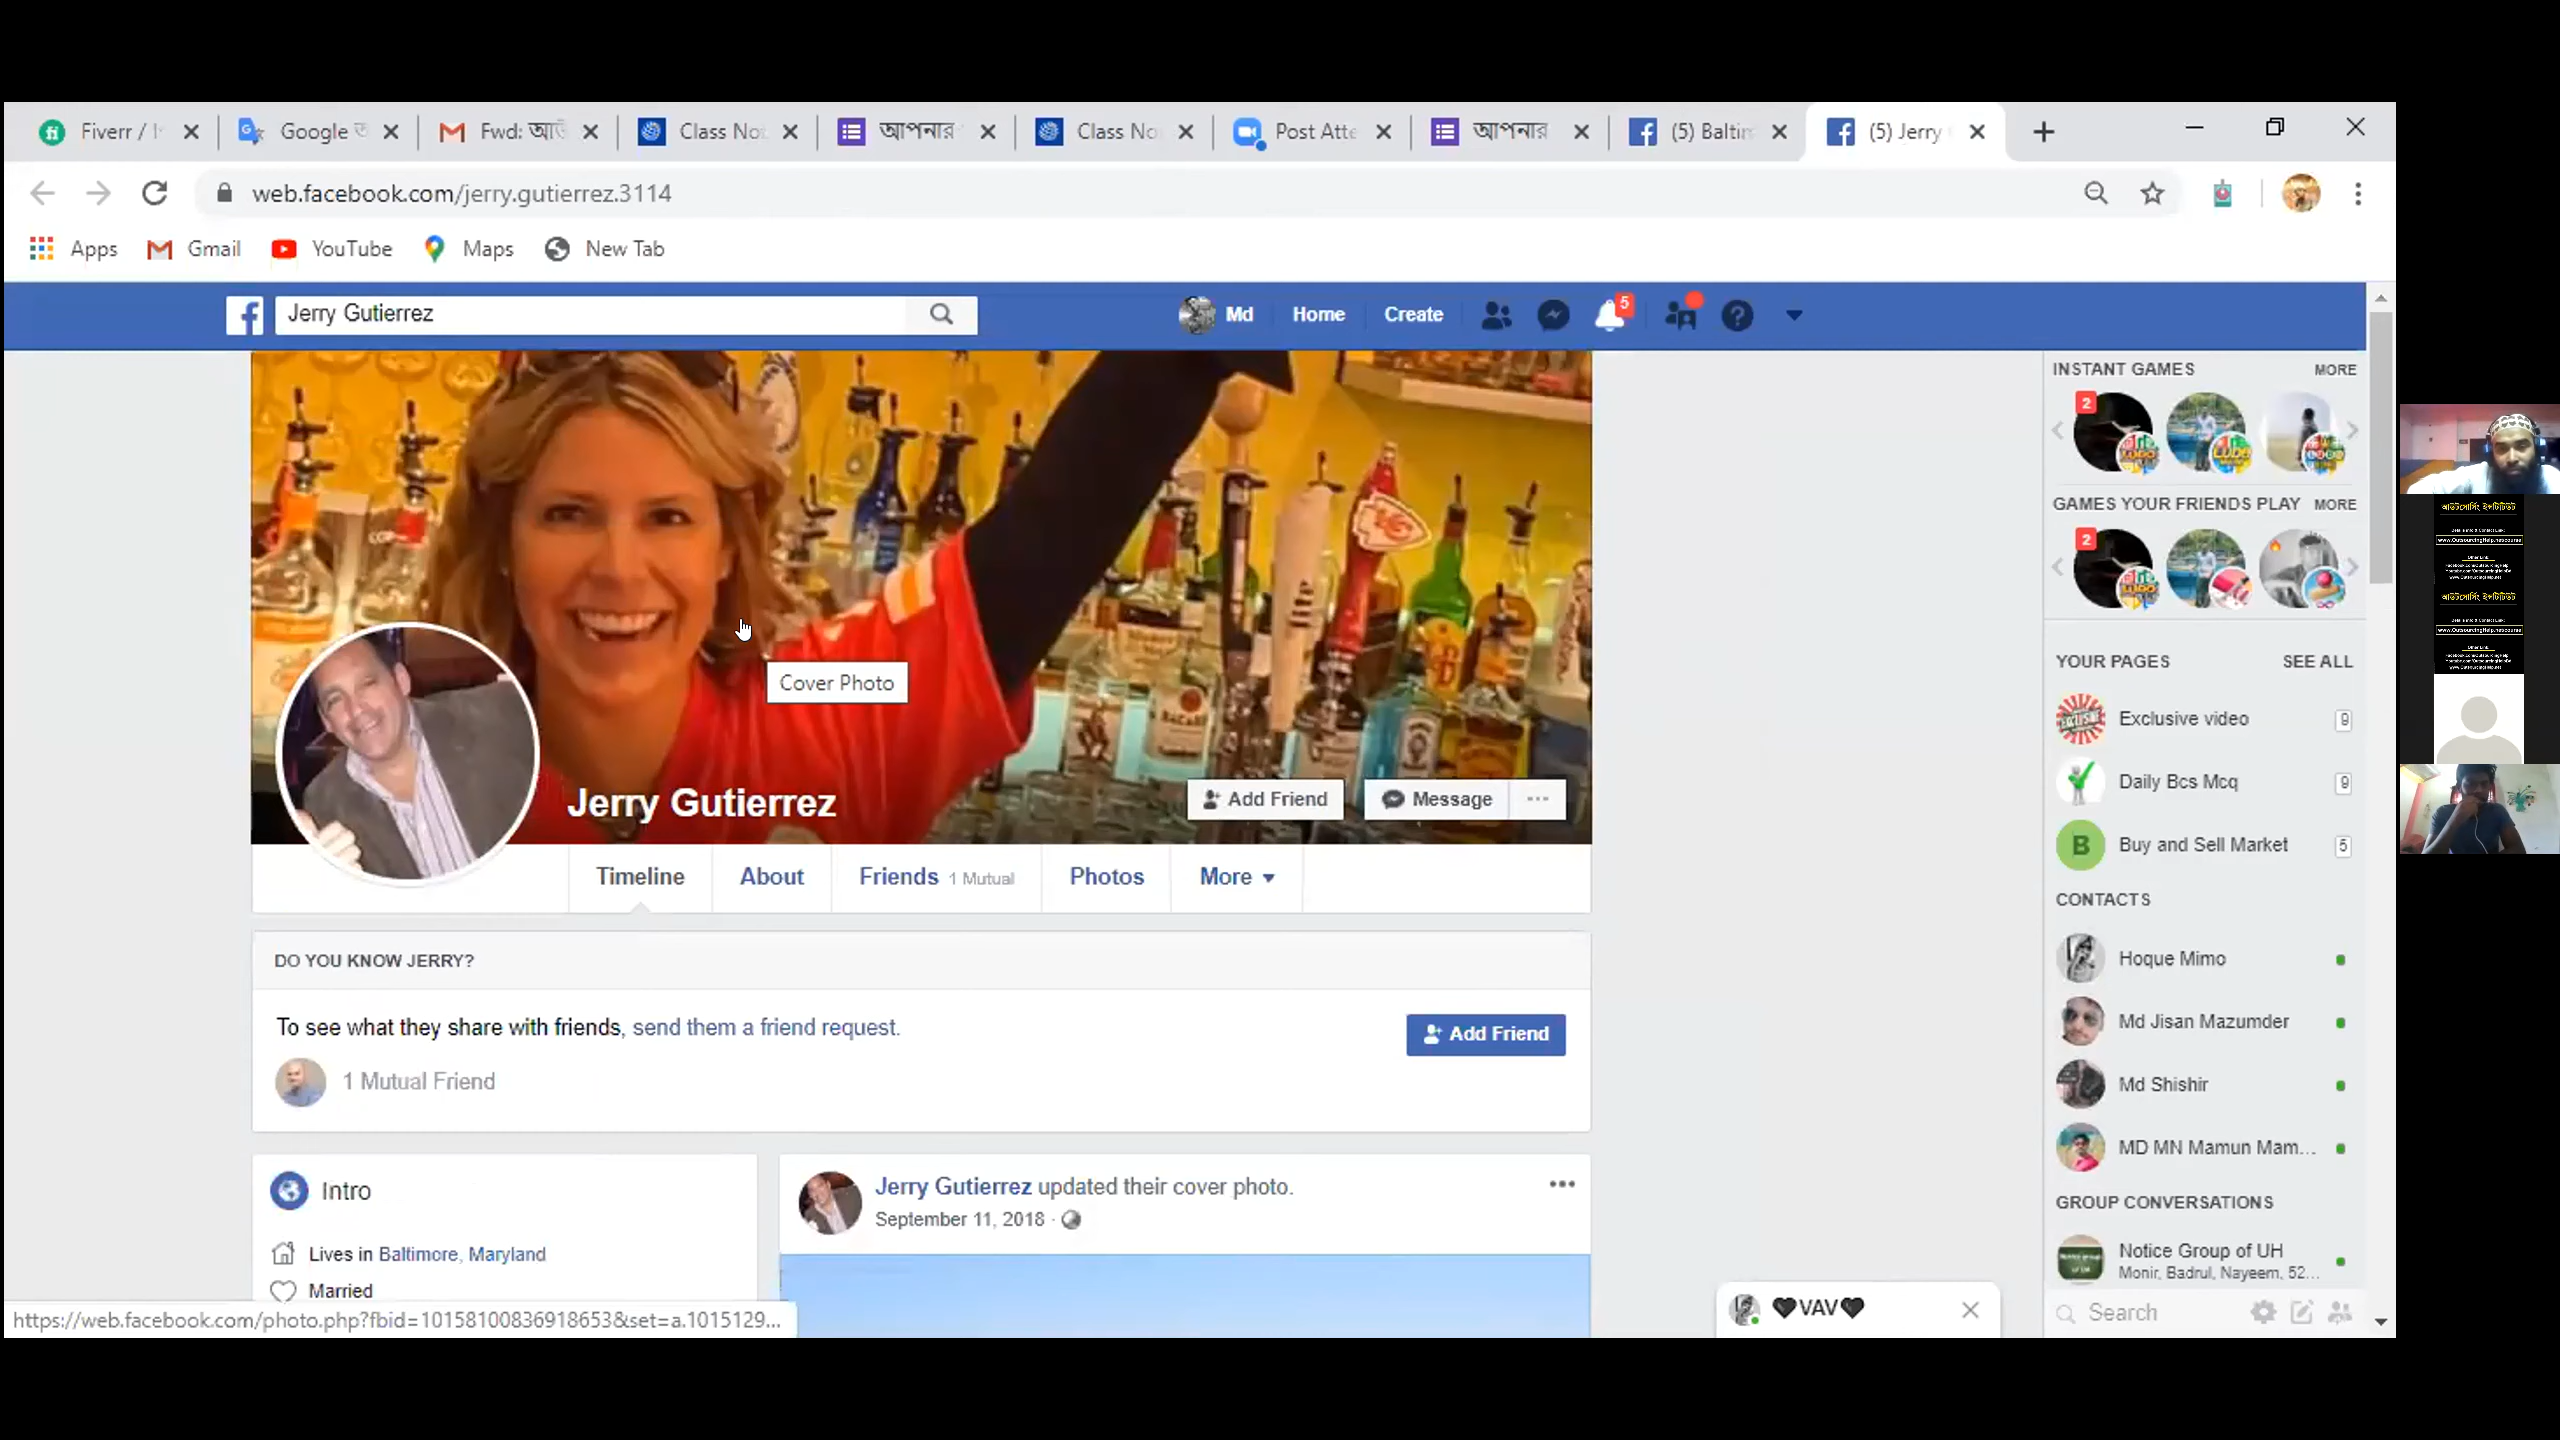 Fiverr / I
Google
Fwd:
Class No
আপনার
Class No
Post Atte
আপনার
(5) Baltin
(5) Jerry
web.facebook.com/jerry.gutierrez.3114
Apps
Gmail
YouTube
Maps
New Tab
Jerry Gutierrez
Md
Home
Create
5
INSTANT GAMES
MORE
2
GAMES YOUR FRIENDS PLAY
MORE
2
Cover Photo
Jerry Gutierrez
Add Friend
Message
Timeline
About
Friends 1 Mutual
Photos
More
YOUR PAGES
SEE ALL
Exclusive video
9
Daily Bcs Mcq
9
B
Buy and Sell Market
5
CONTACTS
Hoque Mimo
Md Jisan Mazumder
Md Shishir
MD MN Mamun Mam...
GROUP CONVERSATIONS
Notice Group of UH
Monir, Badrul, Nayeem, 52...
Search
DO YOU KNOW JERRY?
To see what they share with friends, send them a friend request.
Add Friend
1 Mutual Friend
Intro
Lives in Baltimore, Maryland
Married
Jerry Gutierrez updated their cover photo.
September 11, 2018
VAV
https://web.facebook.com/photo.php?fbid=10158100836918653&set=a.1015129...